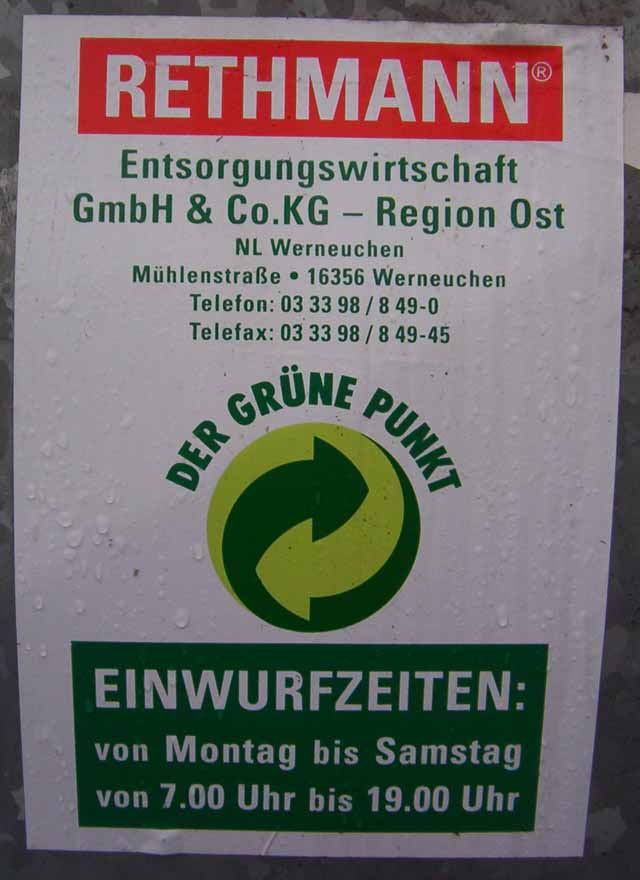 RETHMANN®
Entsorgungswirtschaft
GmbH & Co.KG – Region Ost
NL Werneuchen
Mühlenstraße • 16356 Werneuchen
Telefon: 03 33 98 / 8 49-0
Telefax: 03 33 98 / 8 49-45
DER GRÜNE PUNKT
EINWURFZEITEN:
von Montag bis Samstag
von 7.00 Uhr bis 19.00 Uhr